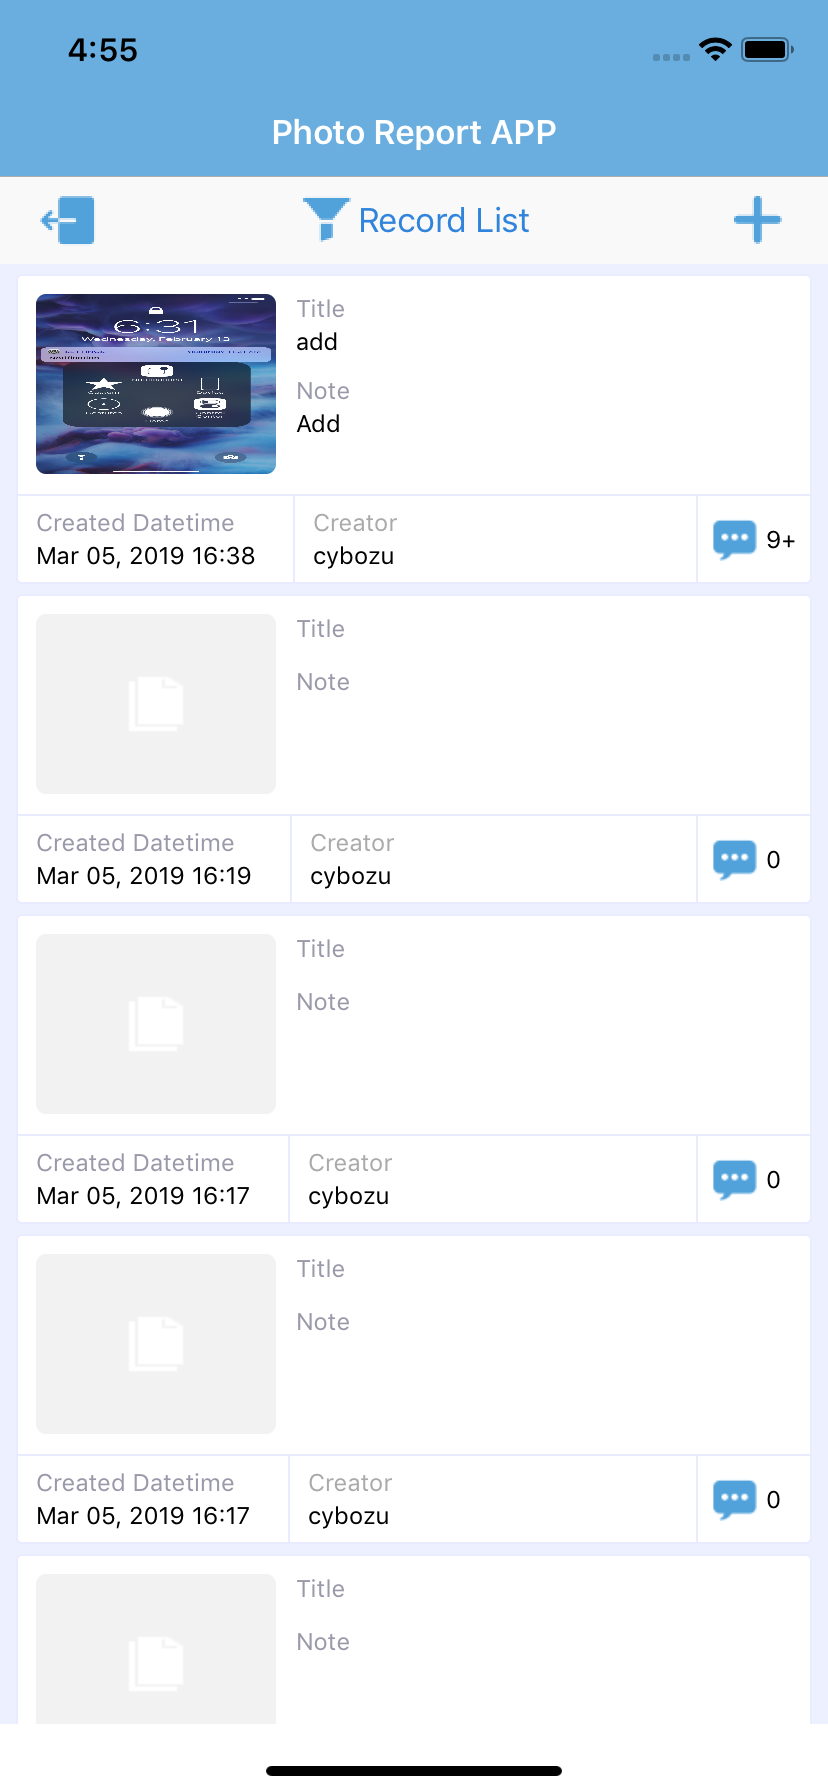 4:55
Photo Report APP
Record List
6:31
Wednesday, February 13
Title
add
Note
Add
Created Datetime
Mar 05, 2019 16:38
Creator
cybozu
9+
Title
Note
Created Datetime
Mar 05, 2019 16:19
Creator
cybozu
0
Title
Note
Created Datetime
Mar 05, 2019 16:17
Creator
cybozu
0
Title
Note
Created Datetime
Mar 05, 2019 16:17
Creator
cybozu
0
Title
Note